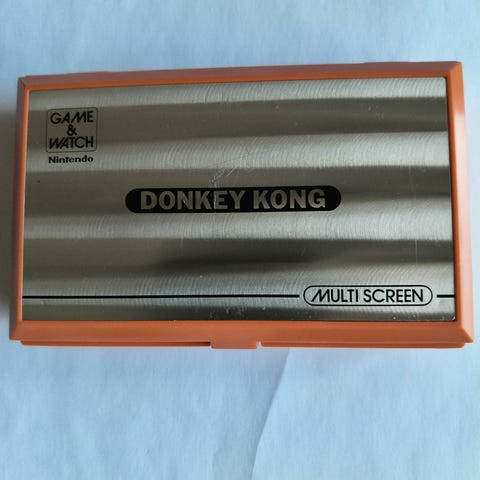 GAME
&
WATCH
Nintendo
DONKEY KONG
MULTI SCREEN